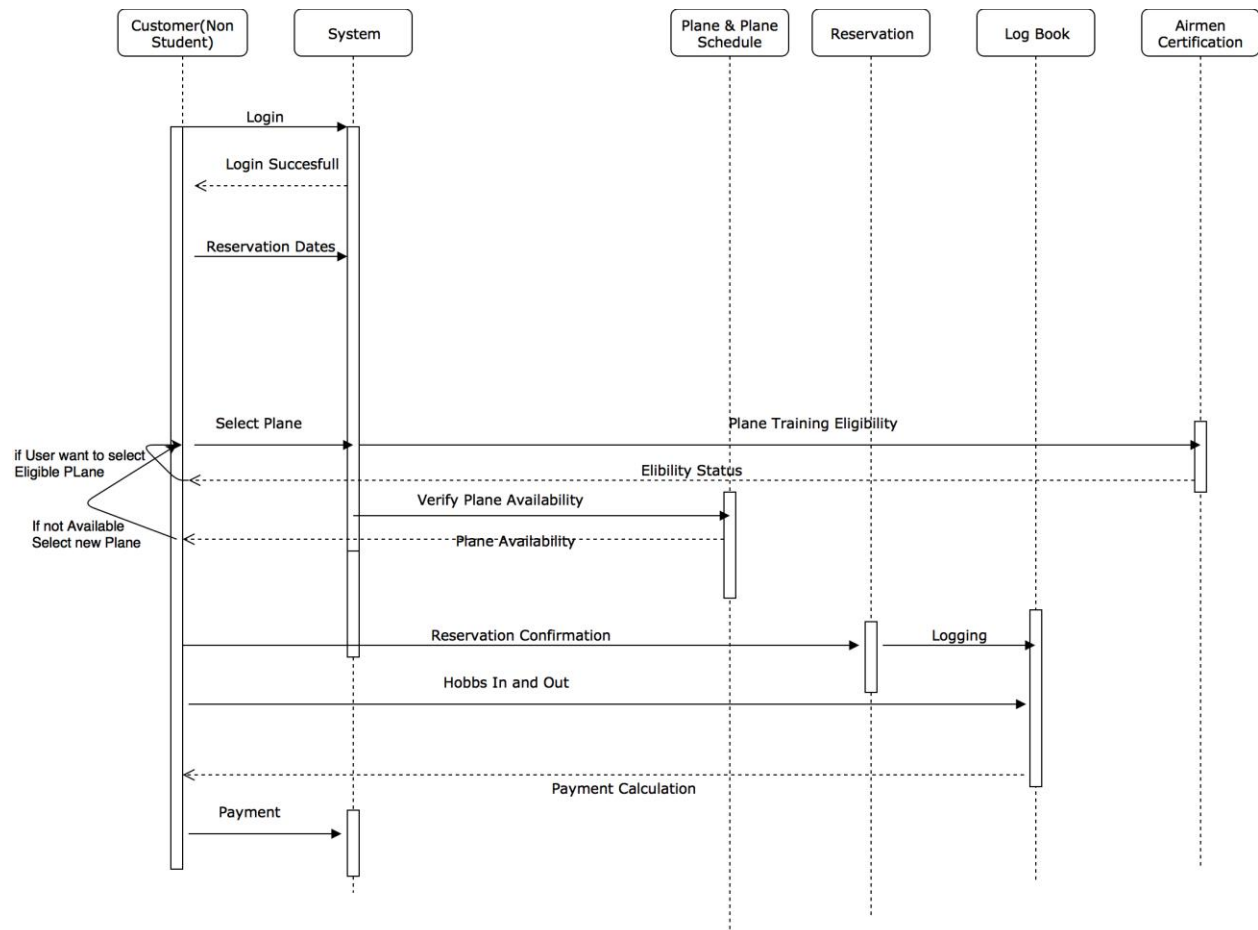 Customer(Non
Student)
System
Plane & Plane
Schedule
Reservation
Log Book
Airmen
Certification
Login
Login Succesfull
Reservation Dates
Select Plane
Plane Training Eligibility
if User want to select
Eligible PLane
Elibility Status
Verify Plane Availability
If not Available
Select new Plane
Plane Availability
Reservation Confirmation
Logging
Hobbs In and Out
Payment Calculation
Payment